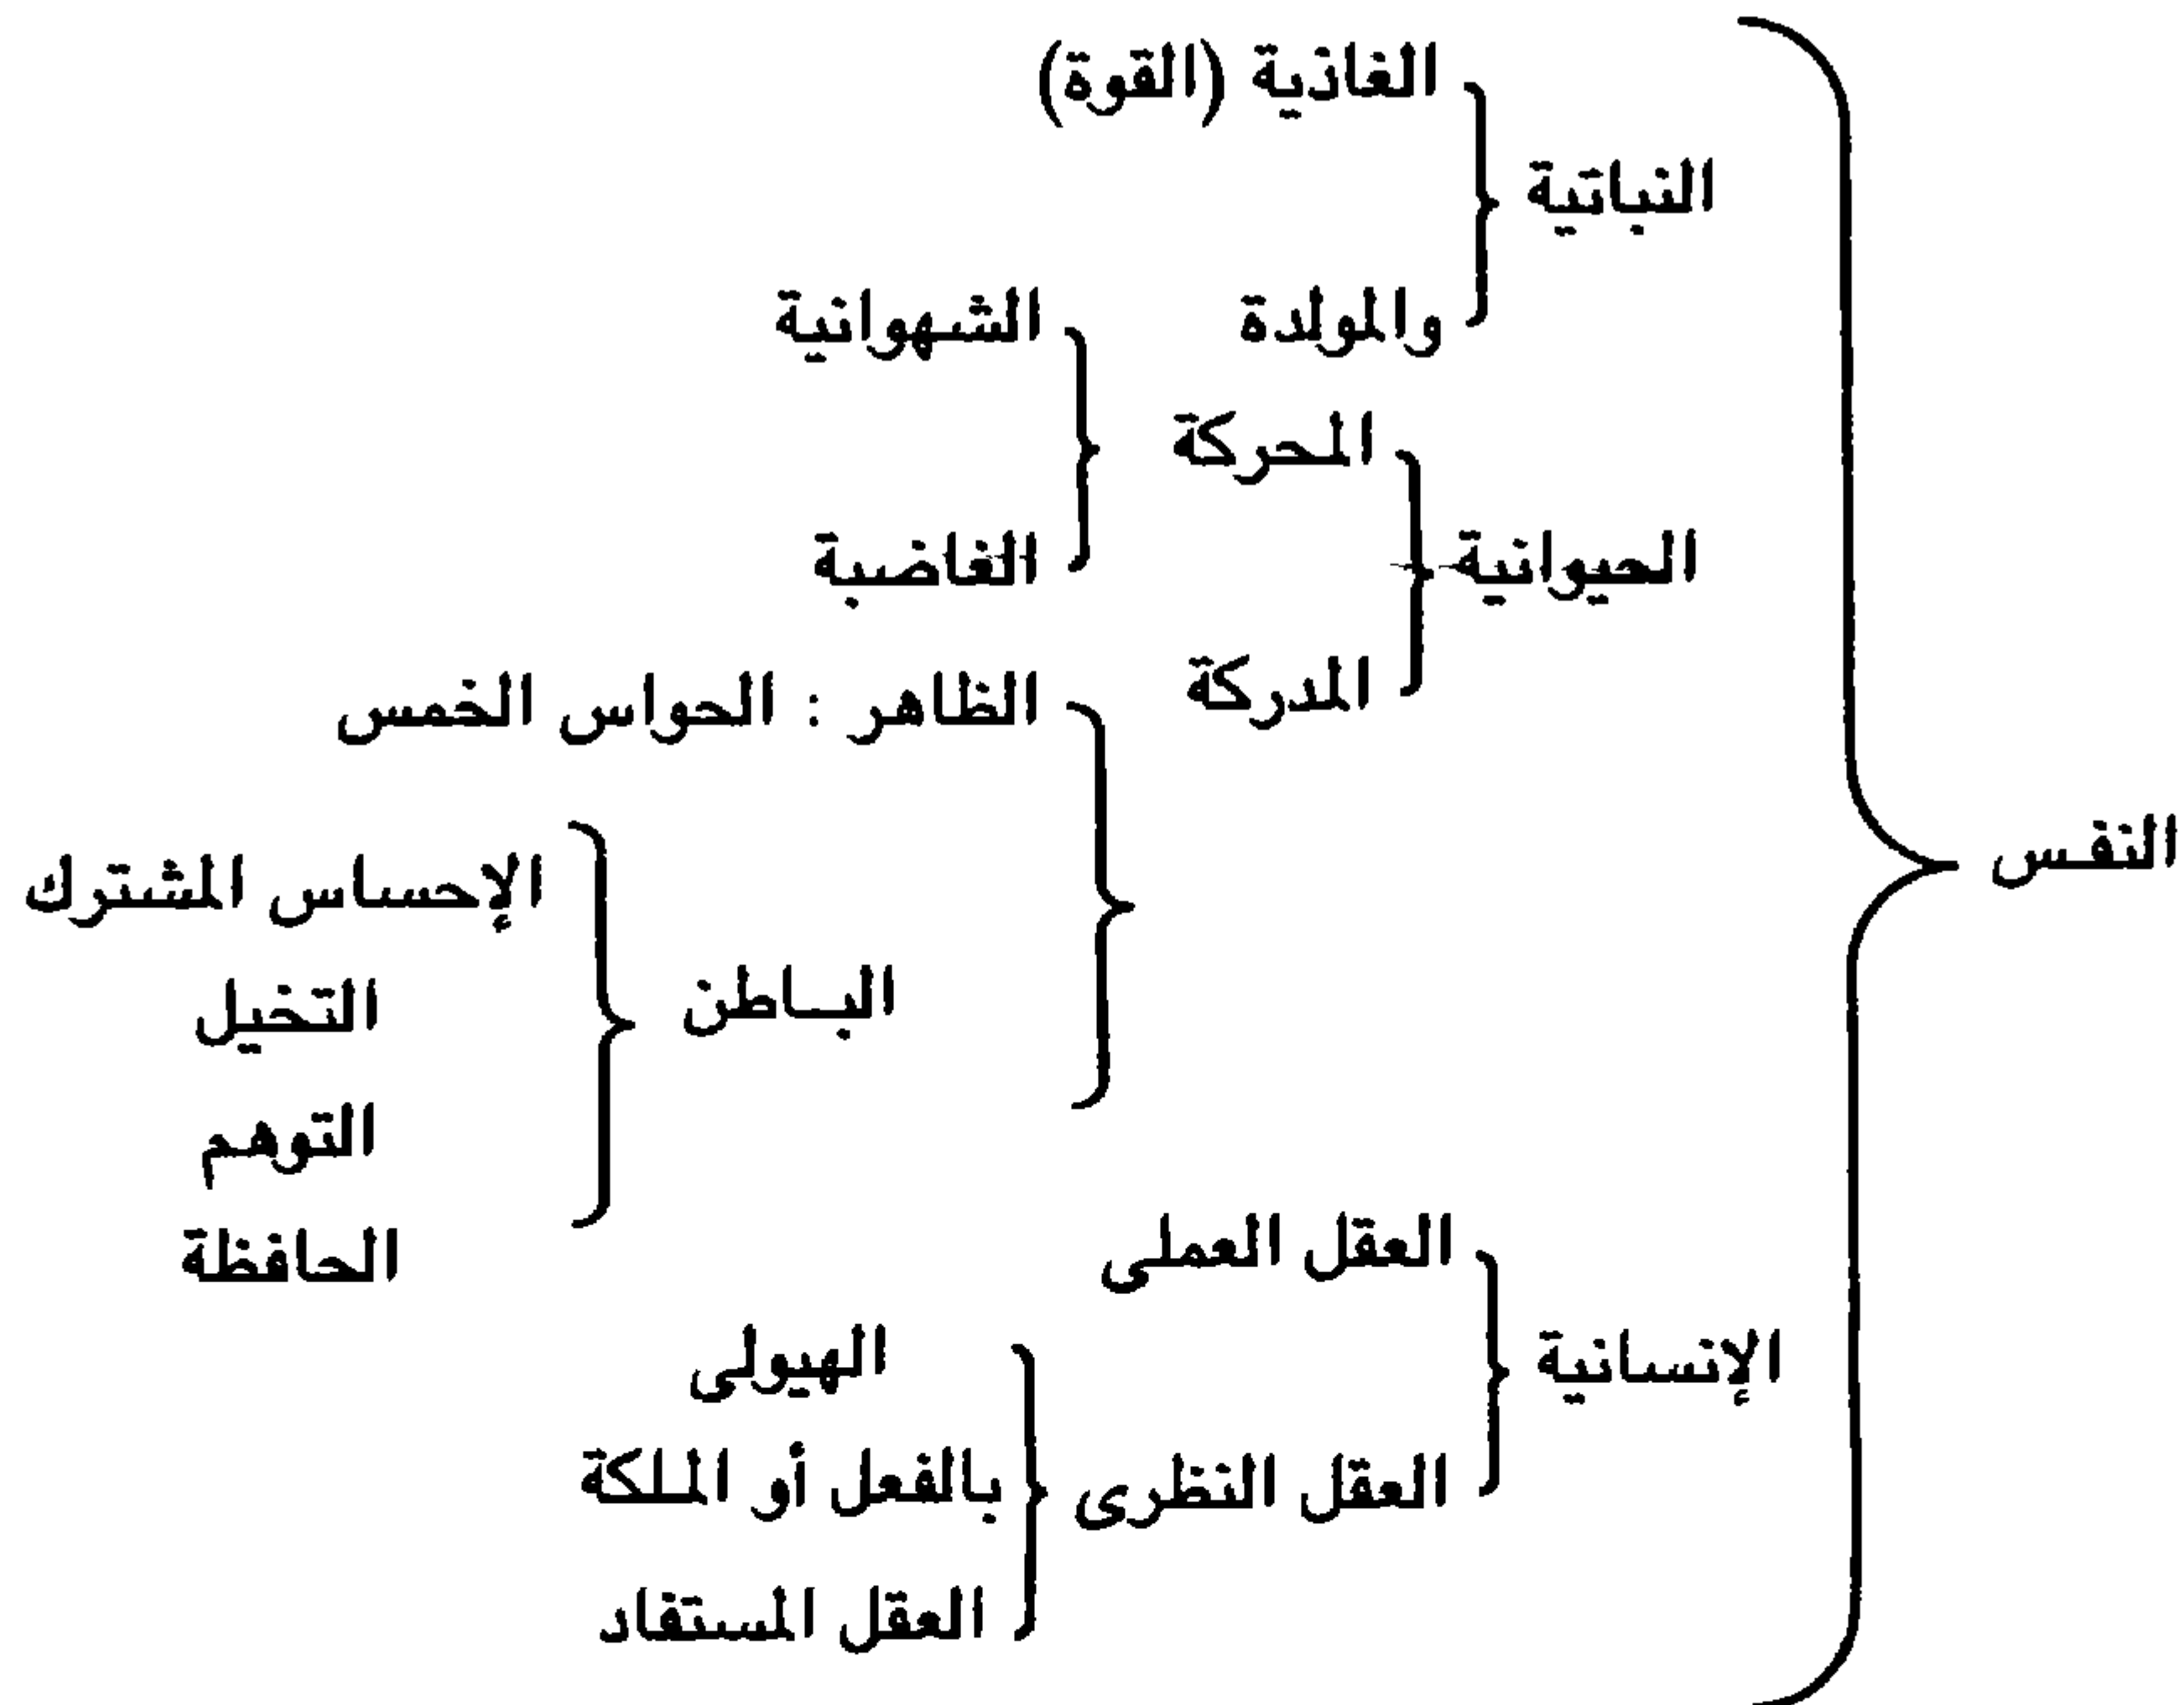 الغاذية (القوة)
النباتية
والمولدة
الشهوانية
المحركة
الحيوانية
الغاضبة
المدركة
الظاهر : الحواس الخمس
النفس
الإحساس المشترك
الباطن
التخيل
التوهم
الحافظة
العقل العملى
الإنسانية
الهيولى
العقل النظرى
بالفعل أو الملكة
العقل المستفاد